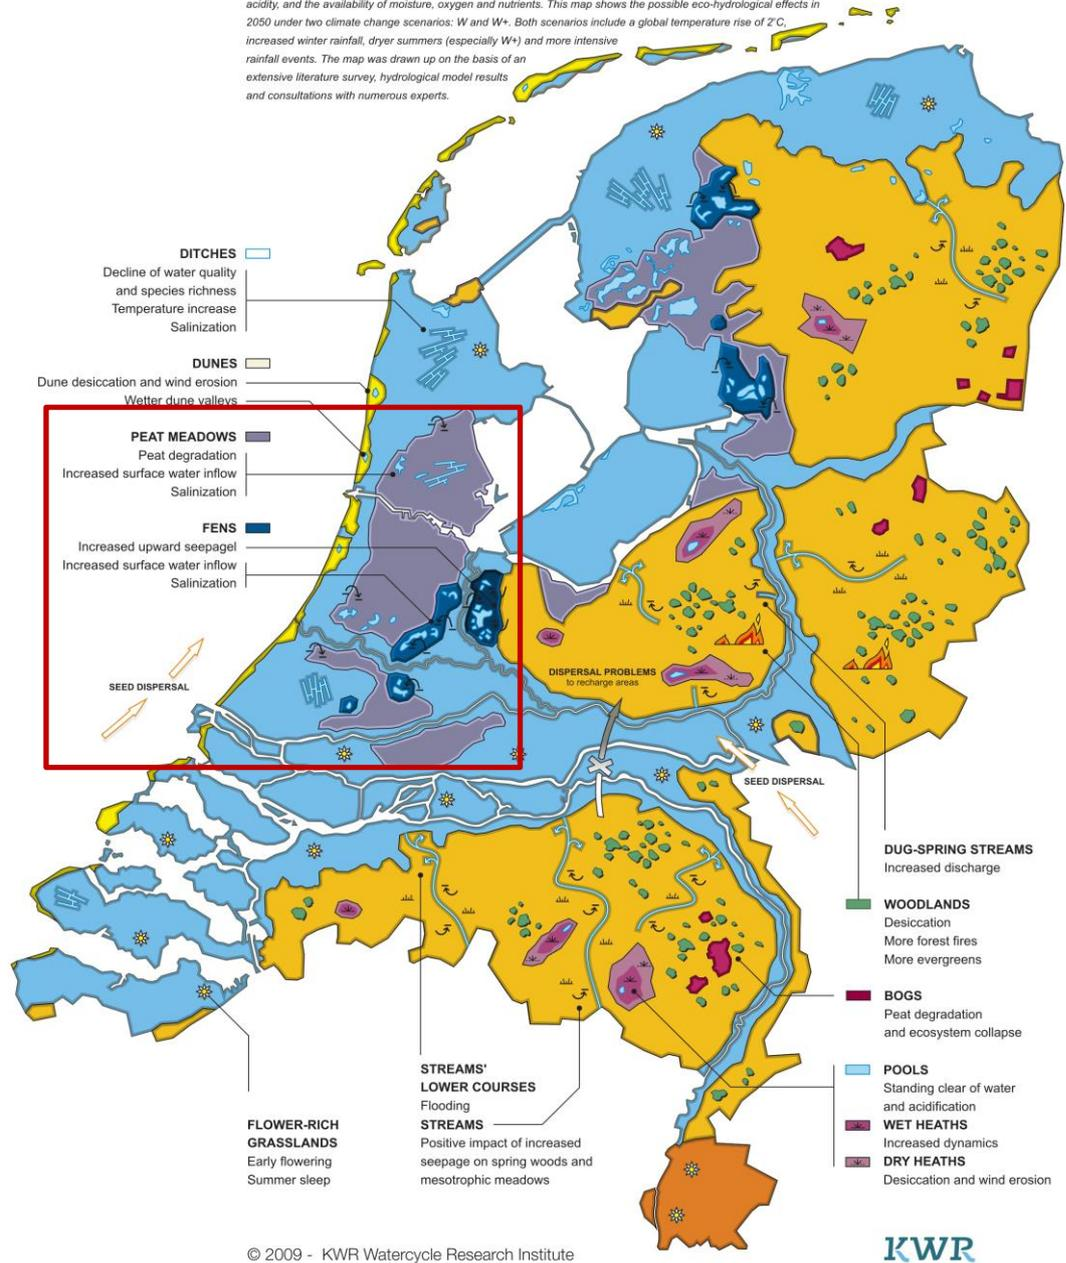 acidity, and the availability of moisture, oxygen and nutrients. This map shows the possible eco-hydrological effects in
2050 under two climate change scenarios: W and W+. Both scenarios include a global temperature rise of 2°C,
increased winter rainfall, dryer summers (especially W+) and more intensive
rainfall events. The map was drawn up on the basis of an
extensive literature survey, hydrological model results
and consultations with numerous experts.
DITCHES
Decline of water quality
and species richness
Temperature increase
Salinization
DUNES
Dune desiccation and wind erosion
Wetter dune valleys
PEAT MEADOWS
Peat degradation
Increased surface water inflow
Salinization
FENS
Increased upward seepagel
Increased surface water inflow
Salinization
SEED DISPERSAL
DISPERSAL PROBLEMS
to recharge areas
SEED DISPERSAL
DUG-SPRING STREAMS
Increased discharge
WOODLANDS
Desiccation
More forest fires
More evergreens
BOGS
Peat degradation
and ecosystem collapse
POOLS
Standing clear of water
and acidification
WET HEATHS
Increased dynamics
DRY HEATHS
Desiccation and wind erosion
STREAMS'
LOWER COURSES
Flooding
STREAMS
Positive impact of increased
seepage on spring woods and
mesotrophic meadows
FLOWER-RICH
GRASSLANDS
Early flowering
Summer sleep
© 2009 - KWR Watercycle Research Institute
KWR